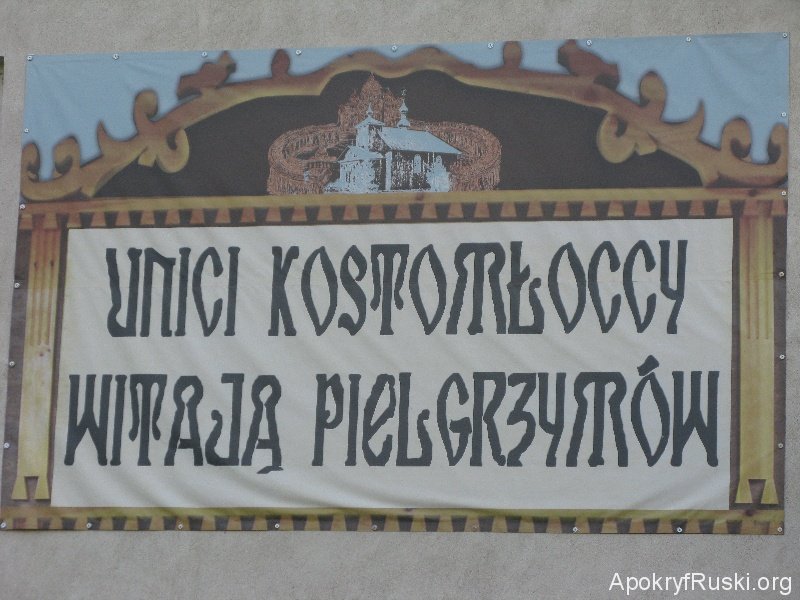 UNICI KOSTOMŁOCCY
WITAJĄ PIELGRZYMÓW
ApokryfRuski.org